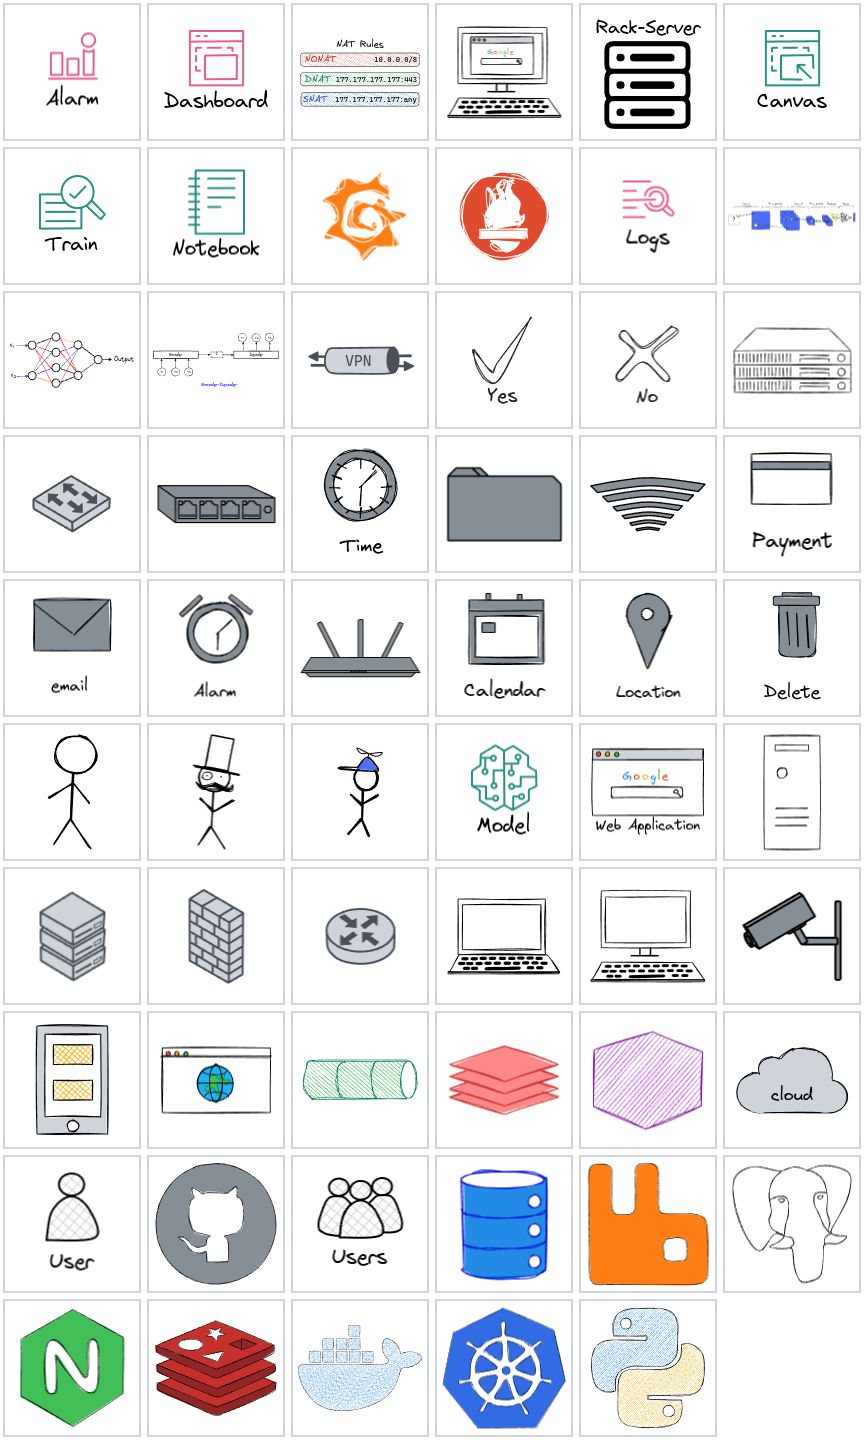 Alarm
Dashboard
NAT Rules
NONAT 10.0.0.0/8
DNAT 177.177.177.177:443
SNAT 177.177.177.177:any
Google
Rack-Server
Canvas
Train
Notebook
Logs
Output
Encoder
Decoder
Encoder-Decoder
VPN
Yes
No
Time
Payment
email
Alarm
Calendar
Location
Delete
Model
Google
Web Application
cloud
User
Users
N